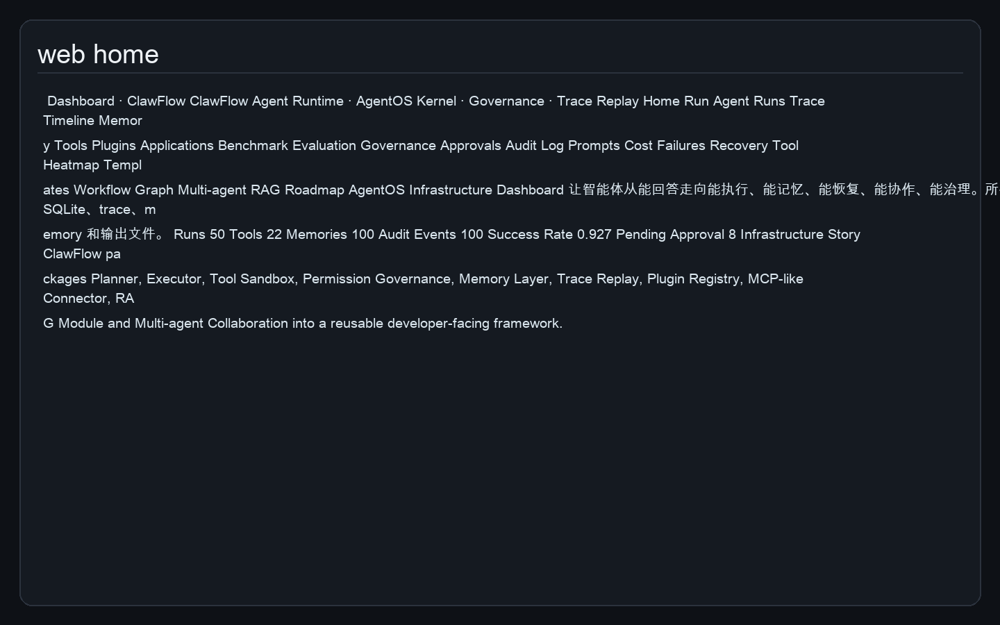 web home
Dashboard · ClawFlow ClawFlow Agent Runtime · AgentOS Kernel · Governance · Trace Replay Home Run Agent Runs Trace
Timeline Memor
y Tools Plugins Applications Benchmark Evaluation Governance Approvals Audit Log Prompts Cost Failures Recovery Tool
Heatmap Templ
ates Workflow Graph Multi-agent RAG Roadmap AgentOS Infrastructure Dashboard 让智能体从能回答走向能执行、能记忆、能恢复、能协作、能治理。所
SQLite、trace、m
emory 和输出文件。 Runs 50 Tools 22 Memories 100 Audit Events 100 Success Rate 0.927 Pending Approval 8 Infrastructure Story
ClawFlow pa
ckages Planner, Executor, Tool Sandbox, Permission Governance, Memory Layer, Trace Replay, Plugin Registry, MCP-like
Connector, RA
G Module and Multi-agent Collaboration into a reusable developer-facing framework.